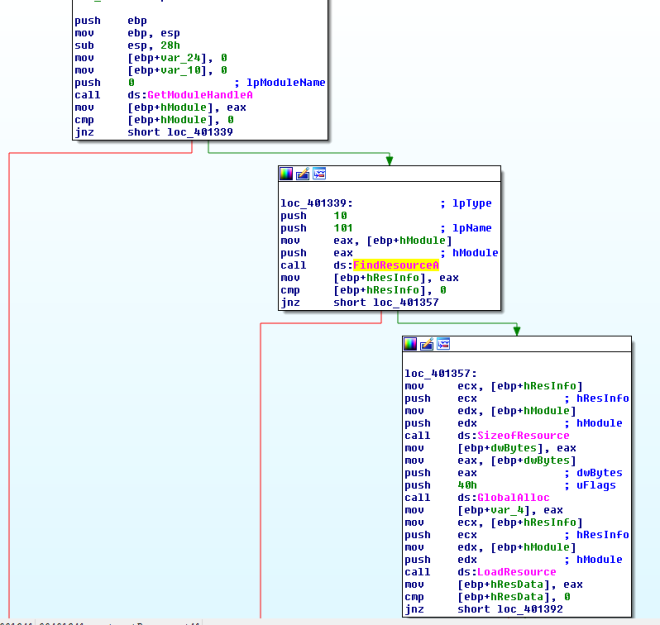 push ebp
mov ebp, esp
sub esp, 28h
mov [ebp+var_24], 0
mov [ebp+var_10], 0
push 0 ; lpModuleName
call ds:GetModuleHandleA
mov [ebp+hModule], eax
cmp [ebp+hModule], 0
jnz short loc_401339
loc_401339: ; lpType
push 10
push 101 ; lpName
mov eax, [ebp+hModule]
push eax ; hModule
call ds:FindResourceA
mov [ebp+hResInfo], eax
cmp [ebp+hResInfo], 0
jnz short loc_401357
loc_401357:
mov ecx, [ebp+hResInfo]
push ecx ; hResInfo
mov edx, [ebp+hModule]
push edx ; hModule
call ds:SizeofResource
mov [ebp+dwBytes], eax
mov eax, [ebp+dwBytes]
push eax ; dwBytes
push 40h ; uFlags
call ds:GlobalAlloc
mov [ebp+var_4], eax
mov ecx, [ebp+hResInfo]
push ecx ; hResInfo
mov edx, [ebp+hModule]
push edx ; hModule
call ds:LoadResource
mov [ebp+hResData], eax
cmp [ebp+hResData], 0
jnz short loc_401392